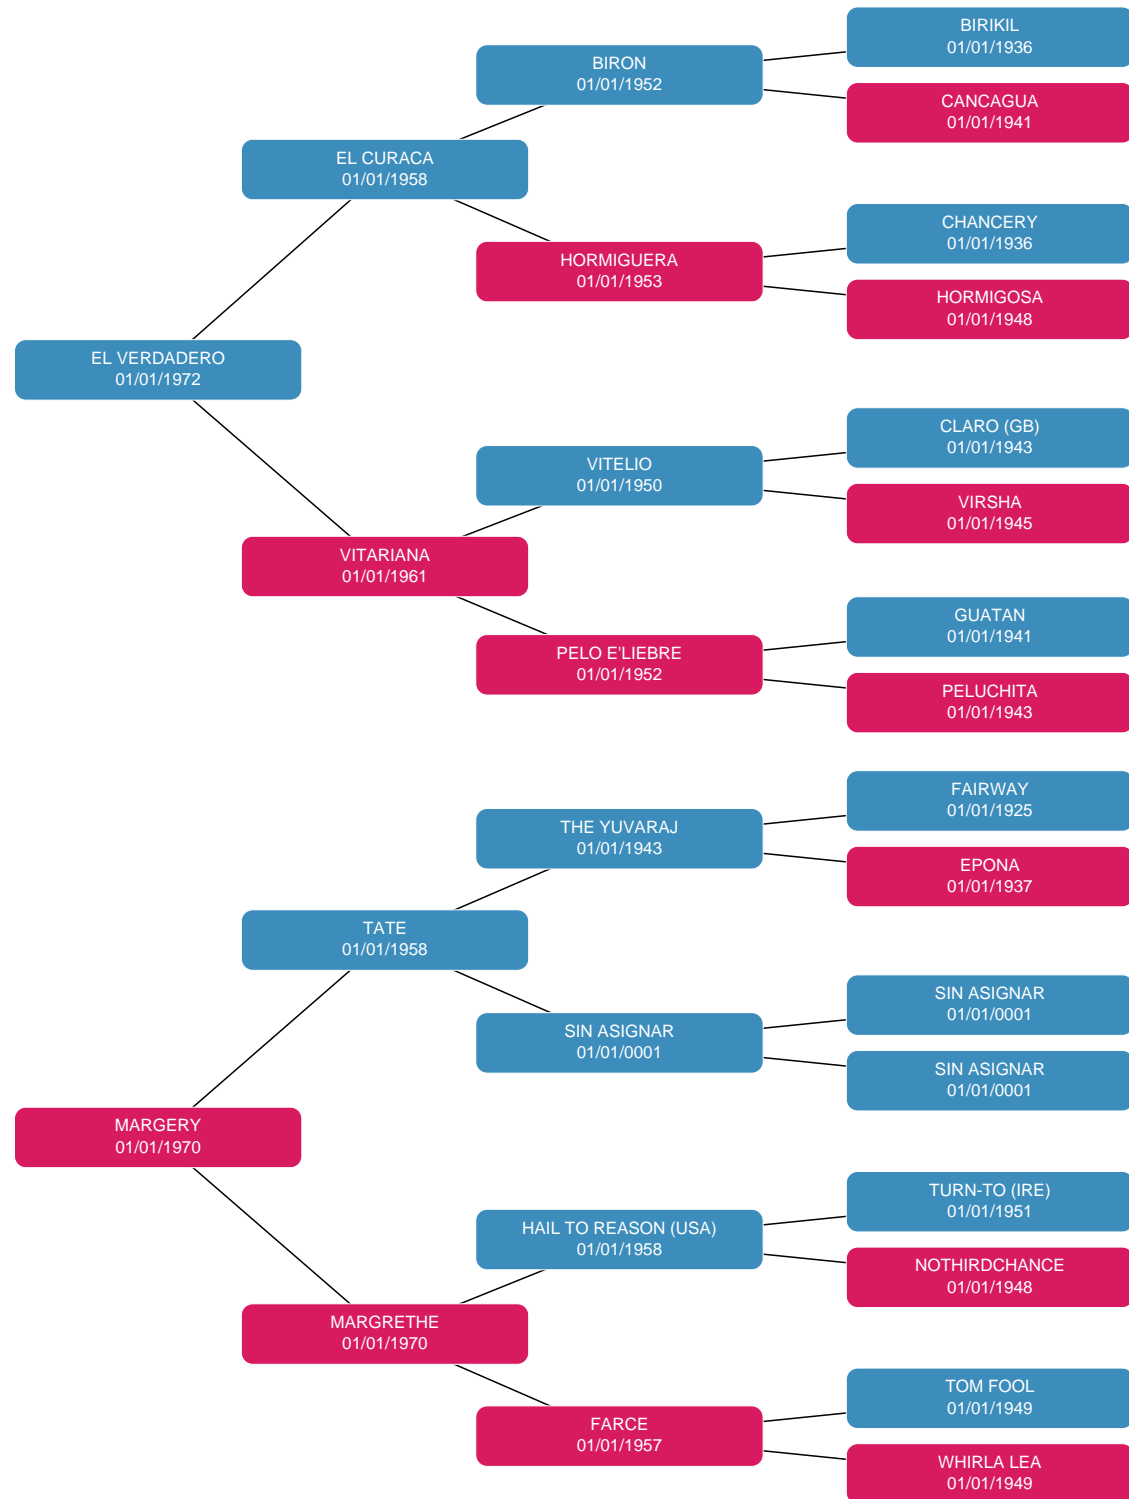 BIRIKIL
01/01/1936
BIRON
01/01/1952
CANCAGUA
01/01/1941
EL CURACA
01/01/1958
CHANCERY
01/01/1936
HORMIGUERA
01/01/1953
HORMIGOSA
01/01/1948
EL VERDADERO
01/01/1972
CLARO (GB)
01/01/1943
VITELIO
01/01/1950
VIRSHA
01/01/1945
VITARIANA
01/01/1961
GUATAN
01/01/1941
PELO E'LIEBRE
01/01/1952
PELUCHITA
01/01/1943
FAIRWAY
01/01/1925
THE YUVARAJ
01/01/1943
EPONA
01/01/1937
TATE
01/01/1958
SIN ASIGNAR
01/01/0001
SIN ASIGNAR
01/01/0001
SIN ASIGNAR
01/01/0001
MARGERY
01/01/1970
TURN-TO (IRE)
01/01/1951
HAIL TO REASON (USA)
01/01/1958
NOTHIRDCHANCE
01/01/1948
MARGRETHE
01/01/1970
TOM FOOL
01/01/1949
FARCE
01/01/1957
WHIRLA LEA
01/01/1949